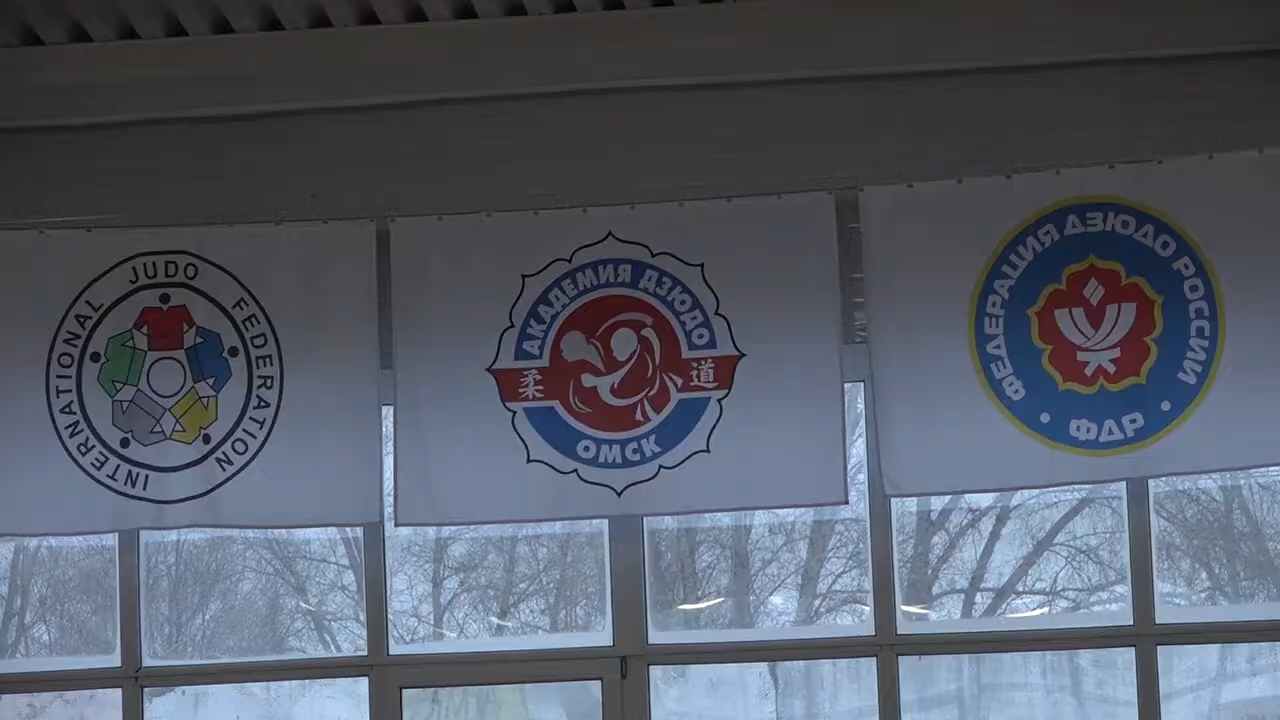 INTERNATIONAL JUDO FEDERATION
АКАДЕМИЯ ДЗЮДО
柔 道
ОМСК
ФЕДЕРАЦИЯ ДЗЮДО РОССИИ
• ФДР •